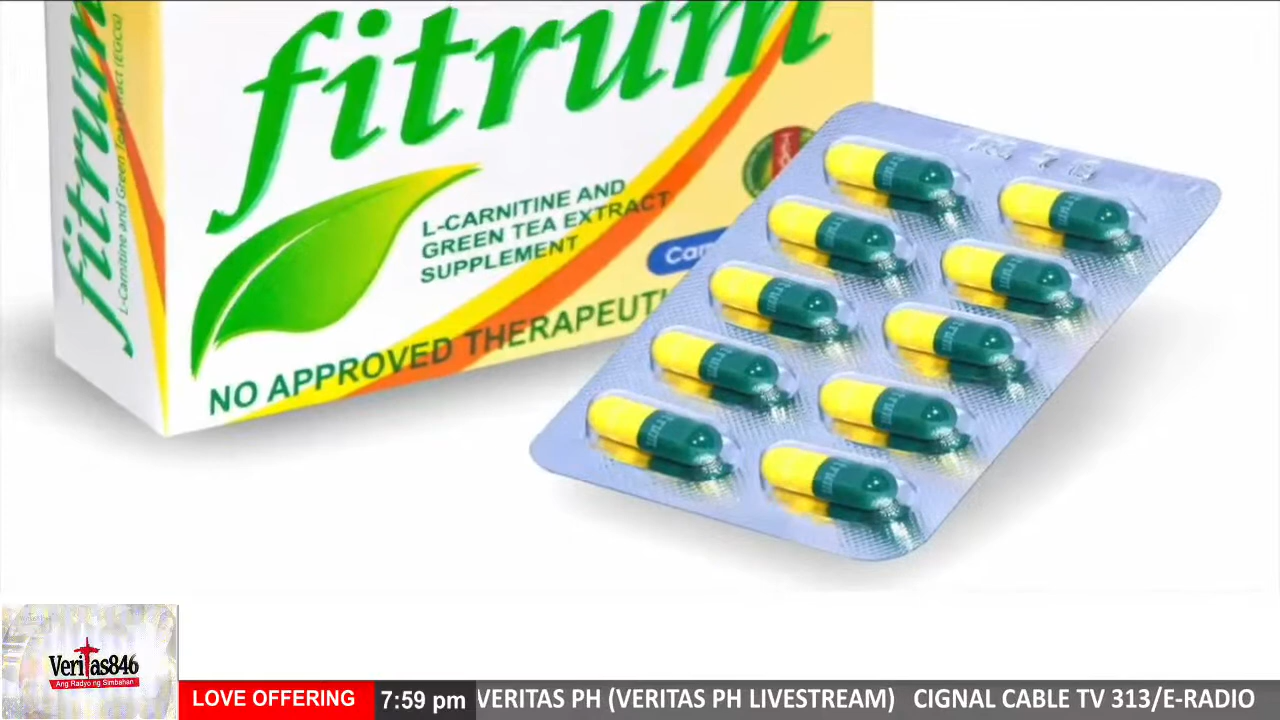 fitrum
fitrum
L-Carnitine and Green Tea Extract (EGCG)
L-CARNITINE AND
GREEN TEA EXTRACT
SUPPLEMENT
NO APPROVED THERAPEUTI
Veritas846
Ang Radyo ng Simbahan
LOVE OFFERING
7:59 pm
VERITAS PH (VERITAS PH LIVESTREAM) CIGNAL CABLE TV 313/E-RADIO